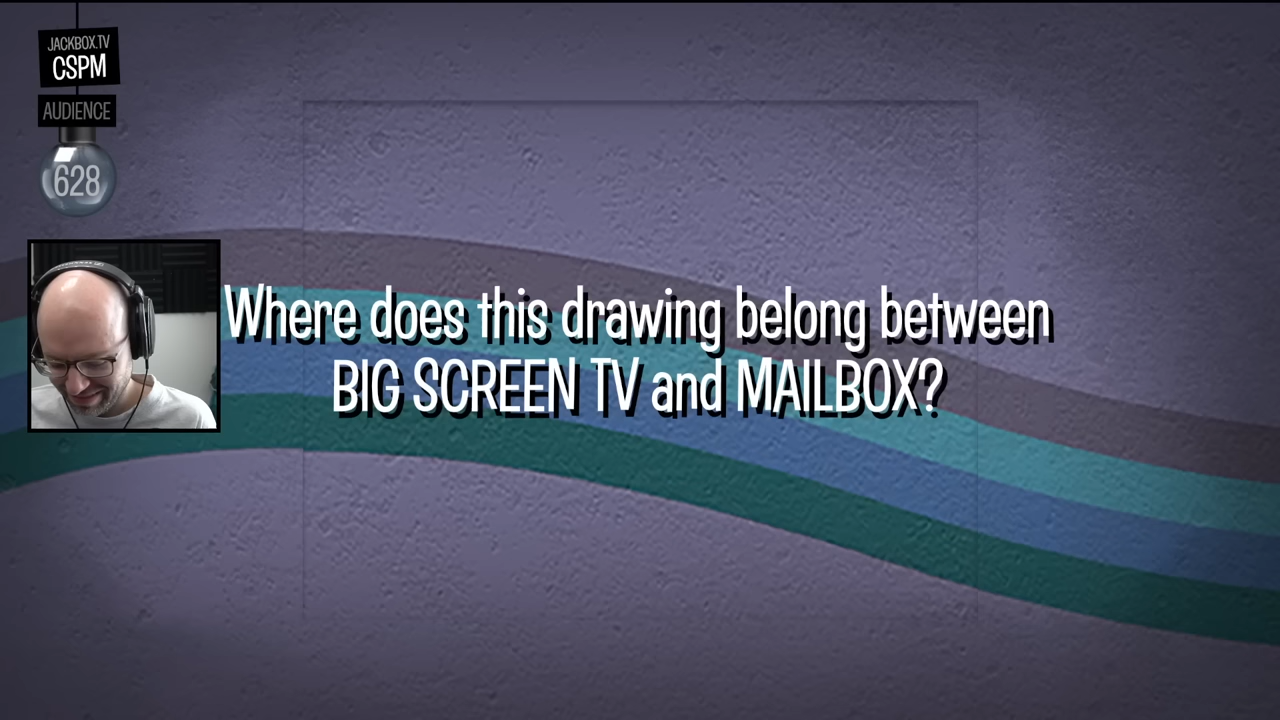 JACKBOX.TV
CSPM
AUDIENCE
628
Where does this drawing belong between
BIG SCREEN TV and MAILBOX?